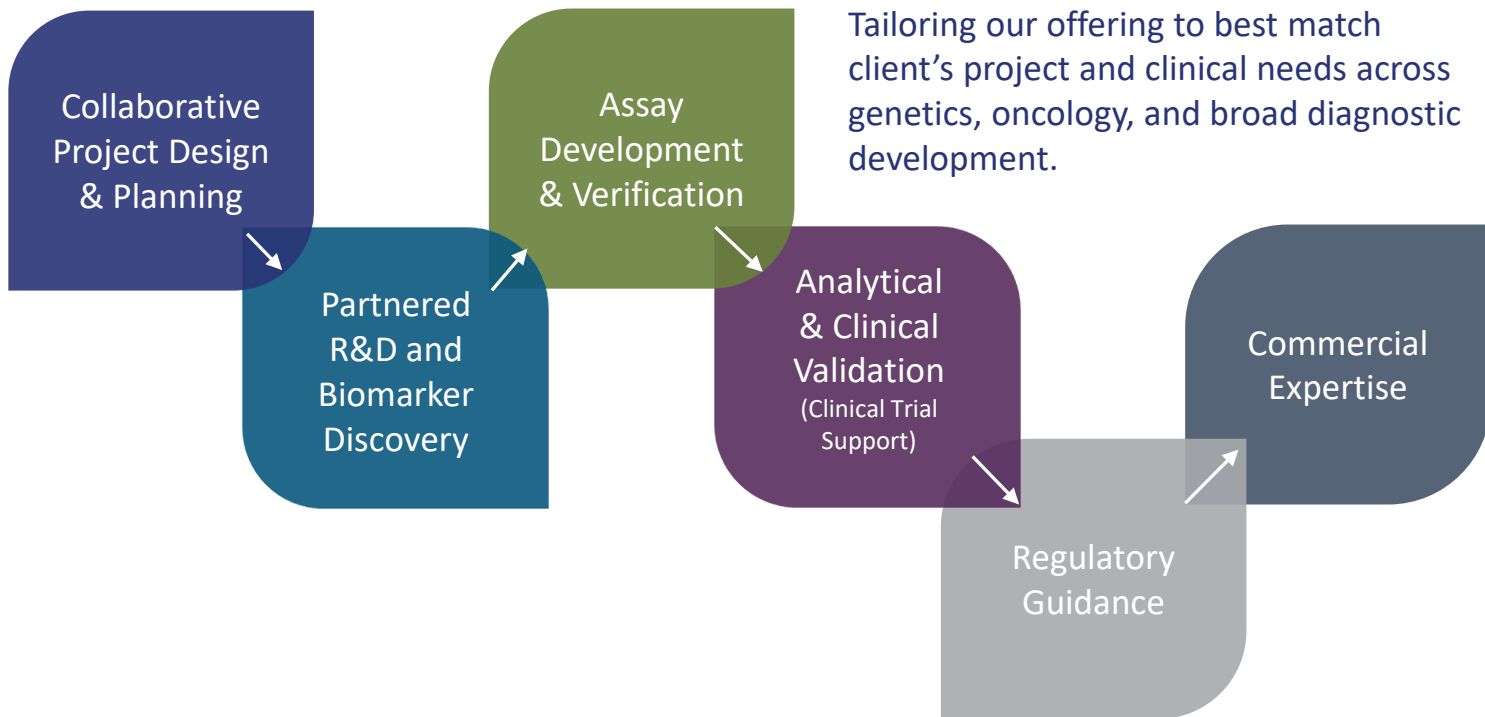 Tailoring our offering to best match
client’s project and clinical needs across
genetics, oncology, and broad diagnostic
development.
Collaborative
Project Design
& Planning
Partnered
R&D and
Biomarker
Discovery
Assay
Development
& Verification
Analytical
& Clinical
Validation
(Clinical Trial
Support)
Regulatory
Guidance
Commercial
Expertise